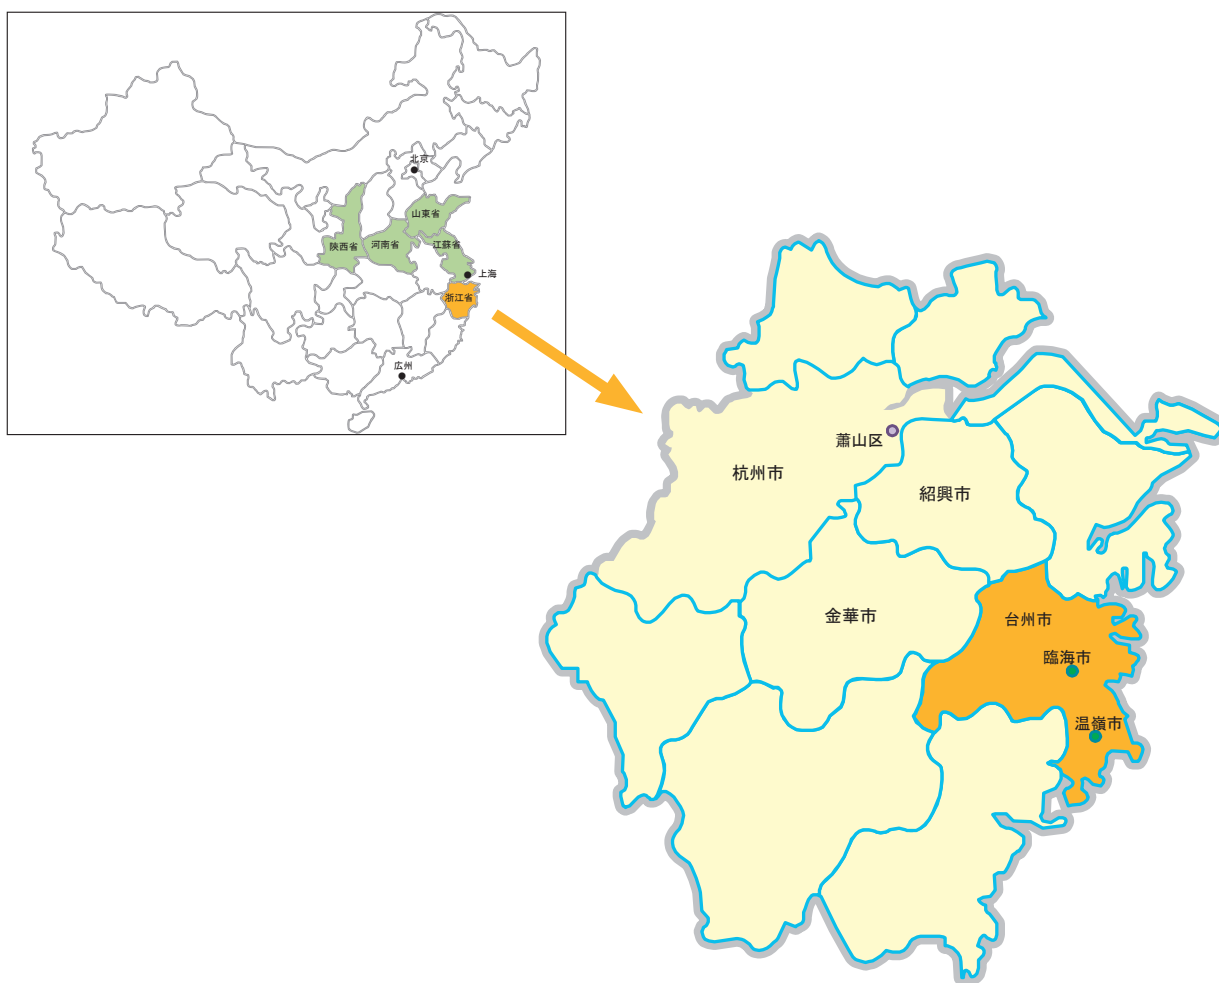 北京
山東省
陝西省
河南省
江蘇省
上海
浙江省
広州
蕭山区
杭州市
紹興市
金華市
台州市
臨海市
温嶺市